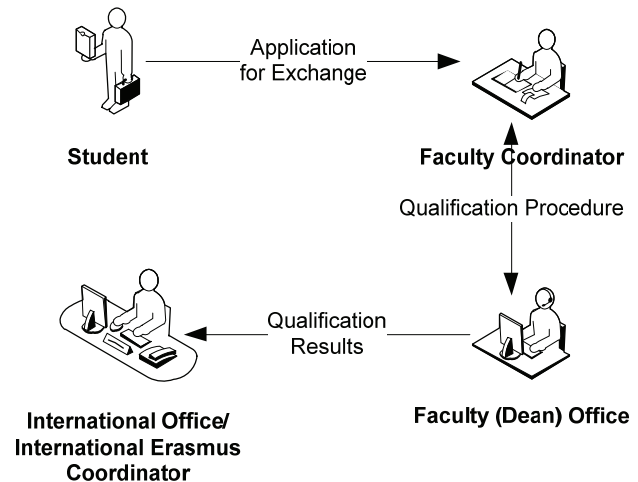 Application
for Exchange
Student
Faculty Coordinator
Qualification Procedure
Qualification
Results
Faculty (Dean) Office
International Office/
International Erasmus
Coordinator